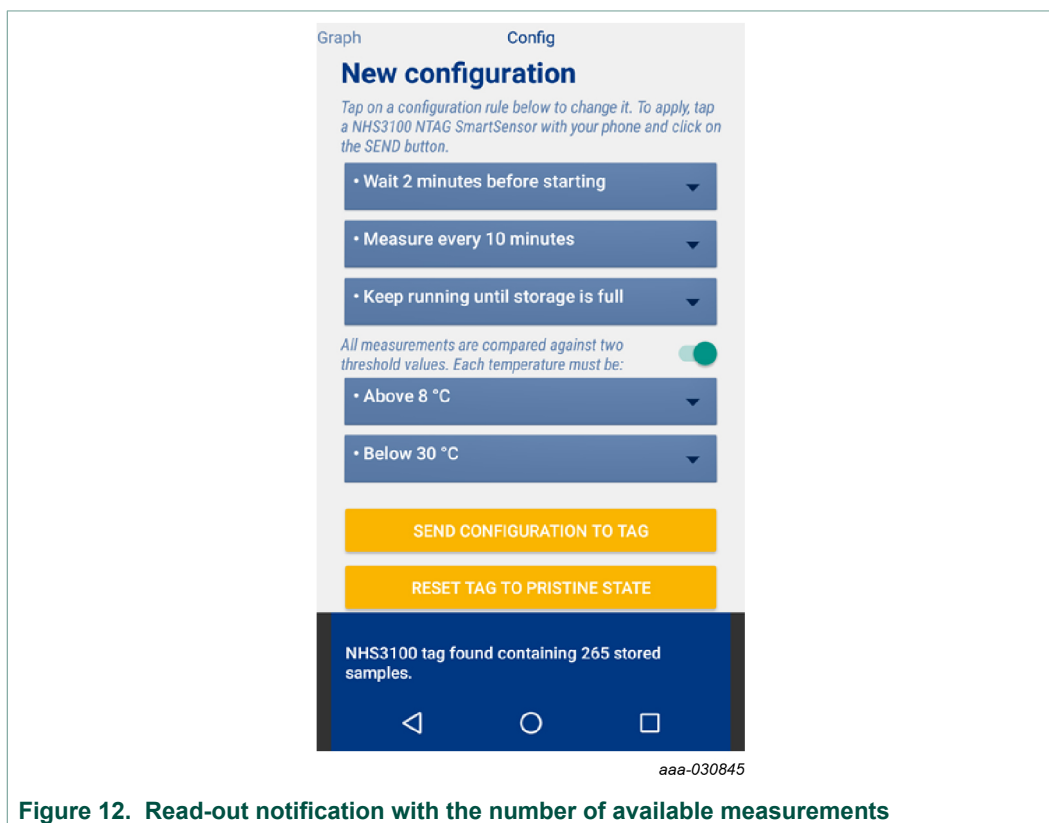 Graph Config
New configuration
Tap on a configuration rule below to change it. To apply, tap
a NHS3100 NTAG SmartSensor with your phone and click on
the SEND button.
• Wait 2 minutes before starting
• Measure every 10 minutes
• Keep running until storage is full
All measurements are compared against two
threshold values. Each temperature must be:
• Above 8 °C
• Below 30 °C
SEND CONFIGURATION TO TAG
RESET TAG TO PRISTINE STATE
NHS3100 tag found containing 265 stored
samples.
aaa-030845
Figure 12. Read-out notification with the number of available measurements